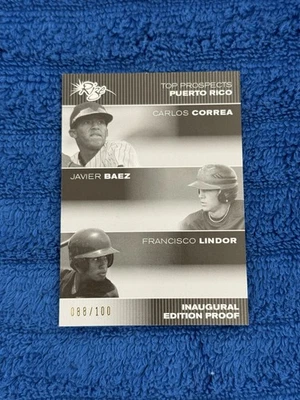 TOP PROSPECTS
PUERTO RICO
CARLOS CORREA
JAVIER BAEZ
FRANCISCO LINDOR
088/100
INAUGURAL
EDITION PROOF